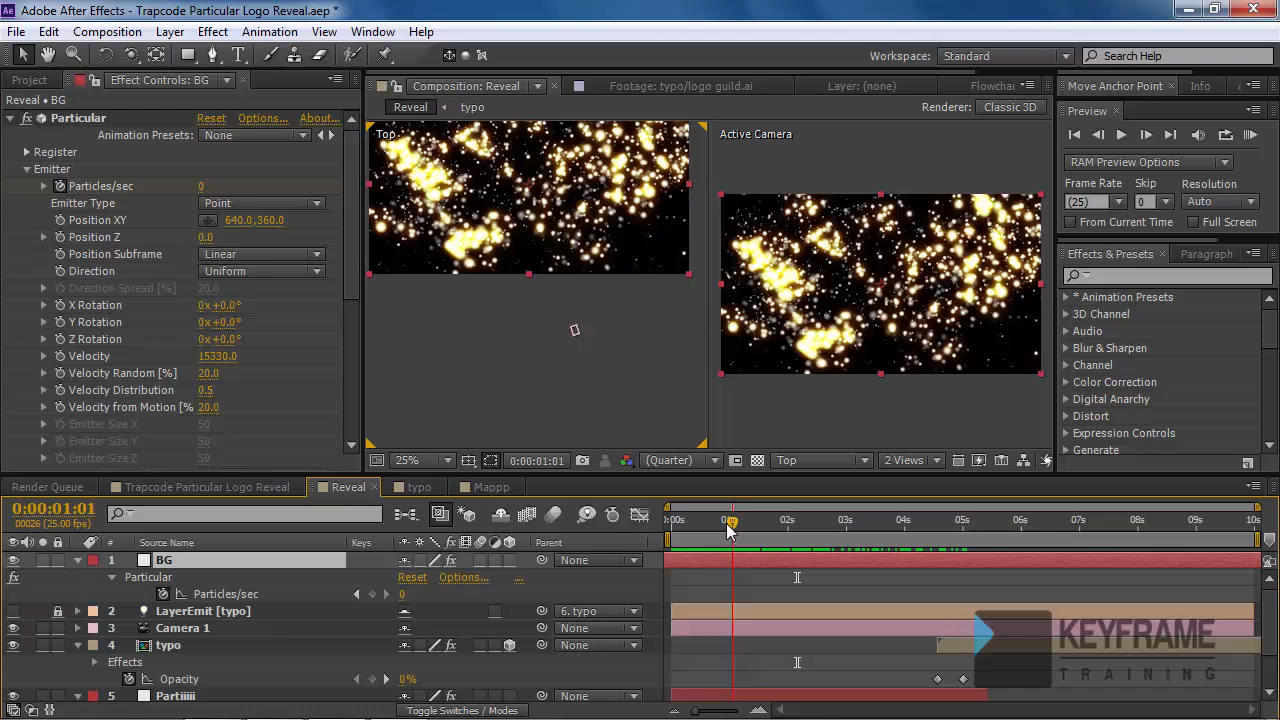 Adobe After Effects - Trapcode Particular Logo Reveal.aep *
File Edit Composition Layer Effect Animation View Window Help
Workspace: Standard Search Help
Project Effect Controls: BG Composition: Reveal Footage: typo/logo guild.ai Layer: (none) Flowchar Move Anchor Point Info
Reveal • BG
Reveal typo Renderer: Classic 3D
Preview
Particular Reset Options... About...
Animation Presets: None
Register
Emitter
Particles/sec 0
Emitter Type Point
Position XY 640.0,360.0
Position Z 0.0
Position Subframe Linear
Direction Uniform
Direction Spread [%] 20.0
X Rotation 0x+0.0°
Y Rotation 0x+0.0°
Z Rotation 0x+0.0°
Velocity 15330.0
Velocity Random [%] 20.0
Velocity Distribution 0.5
Velocity from Motion [% 20.0
Emitter Size X 50
Emitter Size Y 50
Emitter Size Z 50
Top
Active Camera
25% 0:00:01:01 (Quarter) Top 2 Views
RAM Preview Options
Frame Rate Skip Resolution
(25) 0 Auto
From Current Time Full Screen
Effects & Presets Paragraph
* Animation Presets
3D Channel
Audio
Blur & Sharpen
Channel
Color Correction
Digital Anarchy
Distort
Expression Controls
Generate
Render Queue Trapcode Particular Logo Reveal Reveal typo Mappp
0:00:01:01
00026 (25.00 fps)
:00s 02s 03s 04s 05s 06s 07s 08s 09s 10s
# Source Name Keys Parent
1 BG None
Particular Reset Options... ...
Particles/sec 0
2 LayerEmit [typo] 6. typo
3 Camera 1 None
4 typo None
Effects
Opacity 0%
5 Partiiiii None
Toggle Switches / Modes
KEYFRAME
TRAINING